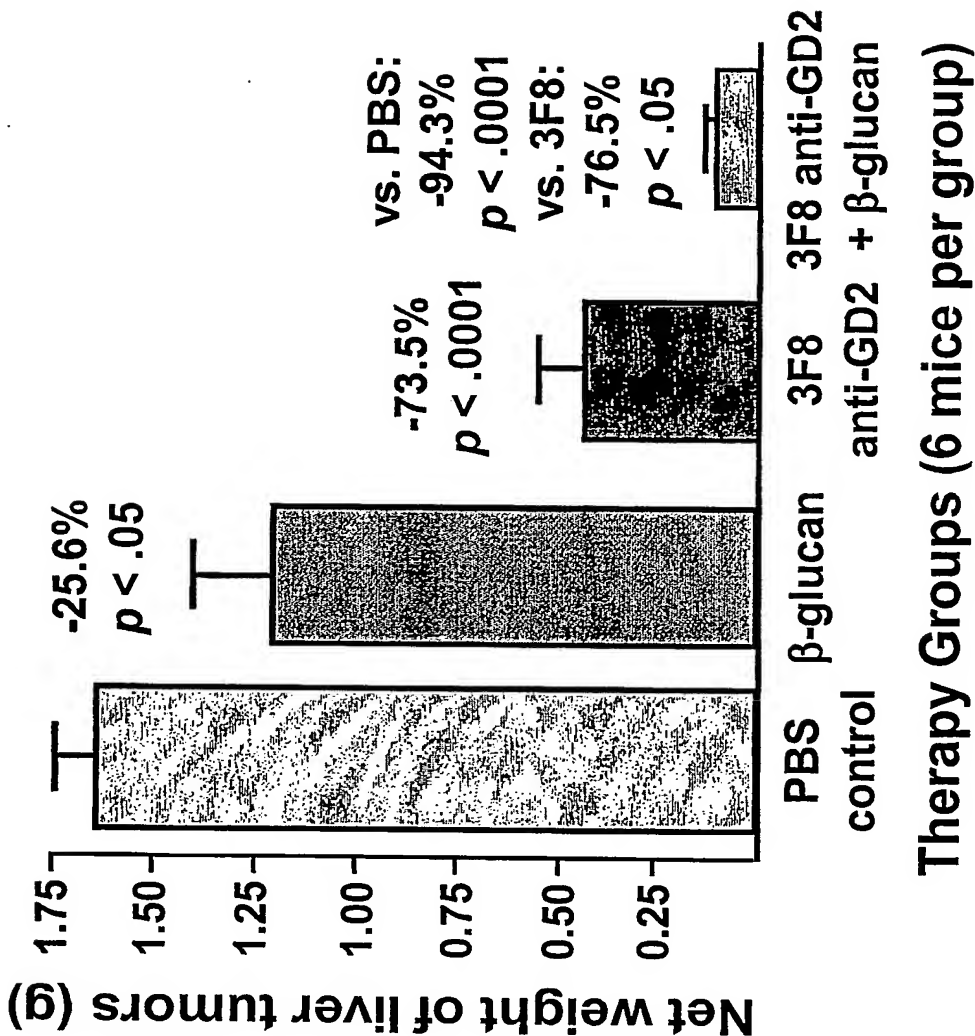 Net weight of liver tumors (g)
1.75
1.50
1.25
1.00
0.75
0.50
0.25
-25.6%
p < .05
-73.5%
p < .0001
vs. PBS:
-94.3%
p < .0001
vs. 3F8:
-76.5%
p < .05
PBS
control
β-glucan
3F8
anti-GD2
3F8 anti-GD2
+ β-glucan
Therapy Groups (6 mice per group)